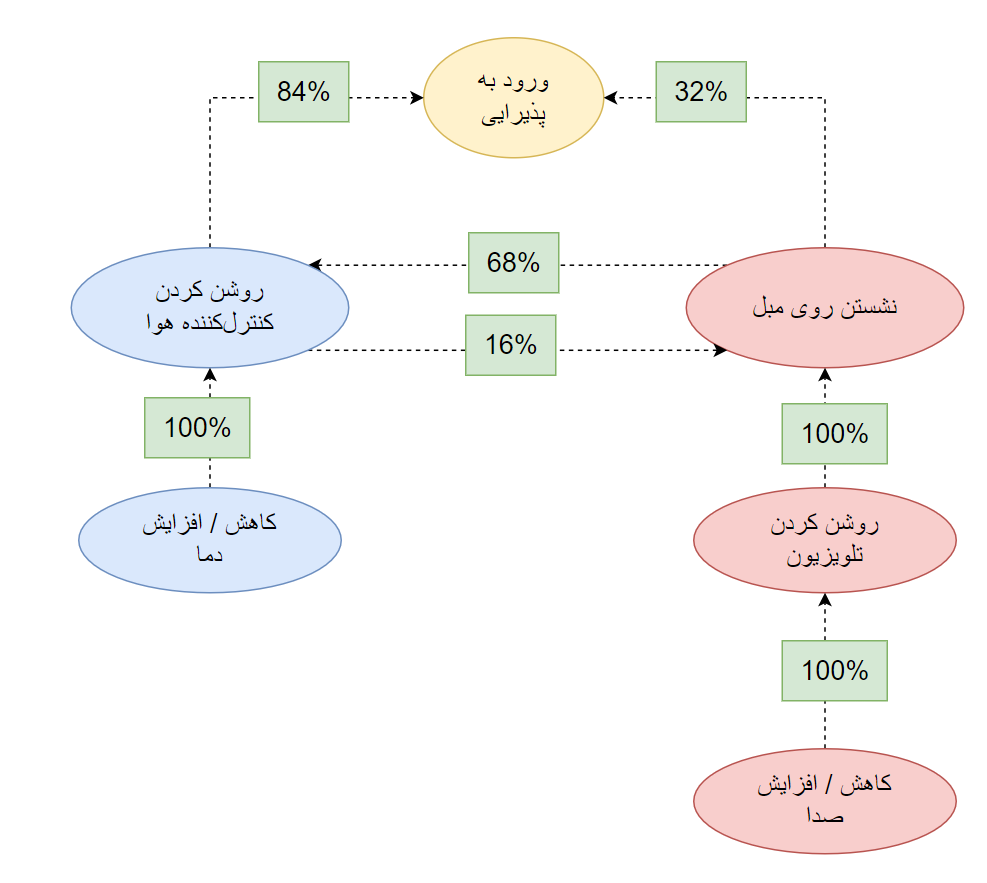 ورود به
پذیرایی
84%
32%
68%
روشن کردن
کنترل‌کننده هوا
نشستن روی مبل
16%
100%
100%
کاهش / افزایش
دما
روشن کردن
تلویزیون
100%
کاهش / افزایش
صدا